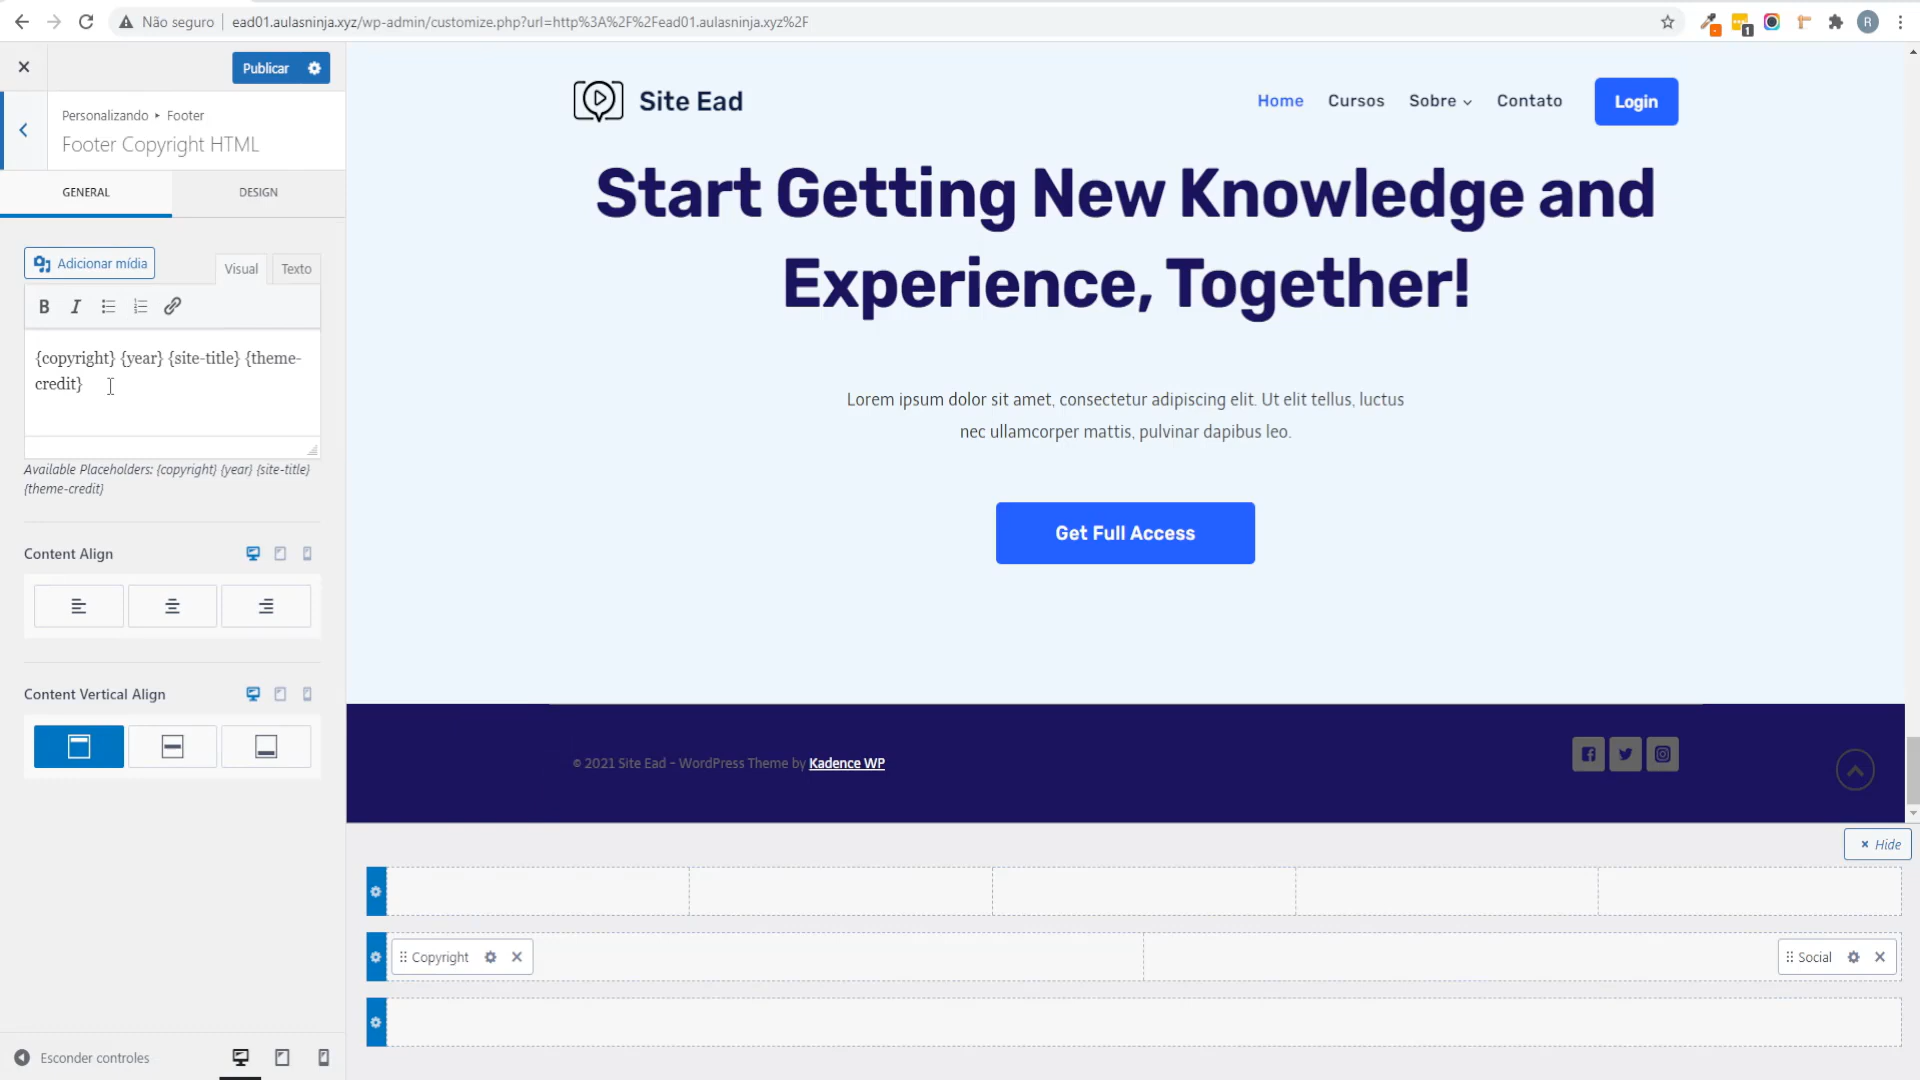 Não seguro
ead01.aulasninja.xyz/wp-admin/customize.php?url=http%3A%2F%2Fead01.aulasninja.xyz%2F
1
R
Publicar
Personalizando ▸ Footer
Footer Copyright HTML
GENERAL
DESIGN
Adicionar mídia
Visual
Texto
B I
{copyright} {year} {site-title} {theme-
credit}
Available Placeholders: {copyright} {year} {site-title}
{theme-credit}
Content Align
Content Vertical Align
Esconder controles
Site Ead
Home
Cursos
Sobre
Contato
Login
Start Getting New Knowledge and
Experience, Together!
Lorem ipsum dolor sit amet, consectetur adipiscing elit. Ut elit tellus, luctus
nec ullamcorper mattis, pulvinar dapibus leo.
Get Full Access
© 2021 Site Ead - WordPress Theme by Kadence WP
× Hide
Copyright
Social